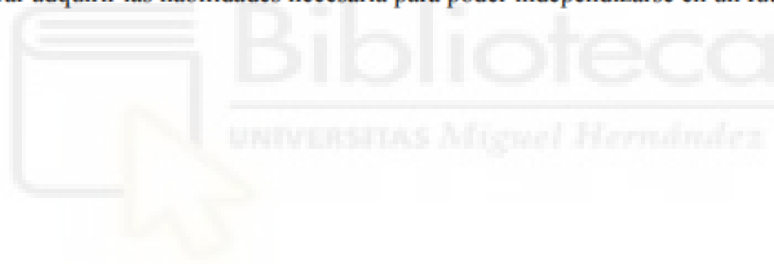 adquirir las habilidades necesaria para poder independizarse en un
Biblioteca
UNIVERSITAS Miguel Hernández